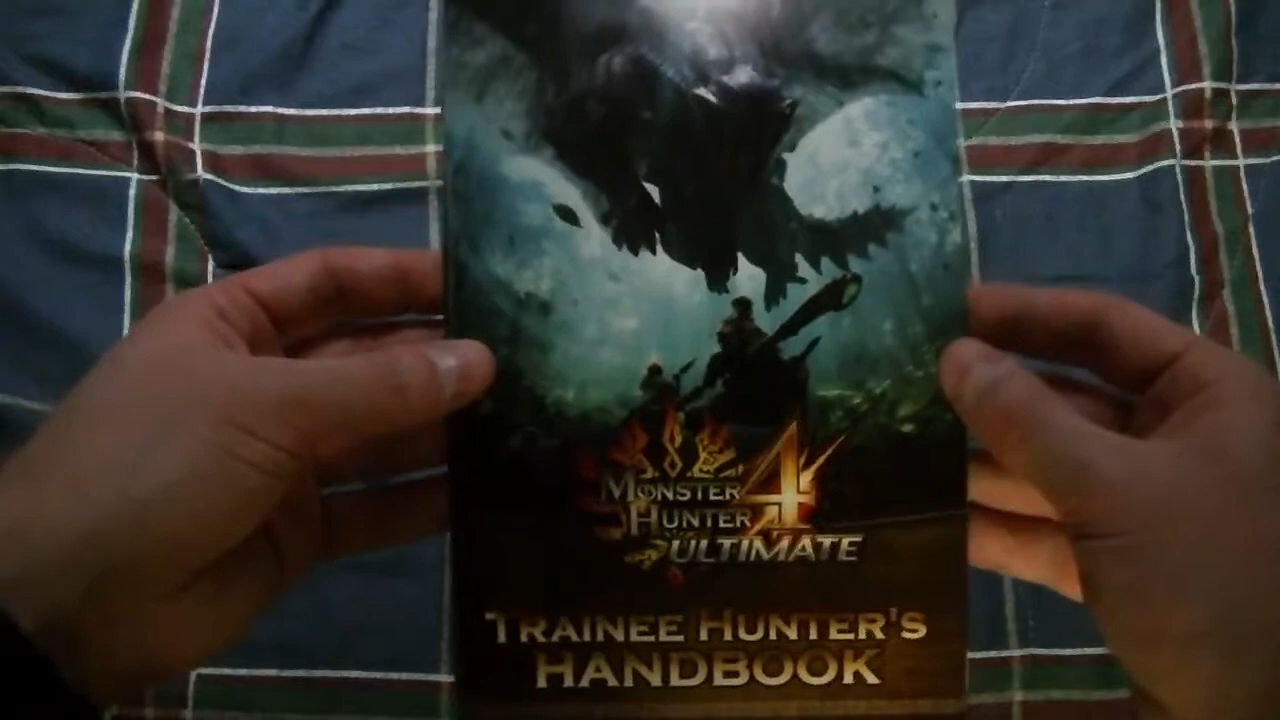 MONSTER
HUNTER 4
ULTIMATE
TRAINEE HUNTER'S
HANDBOOK